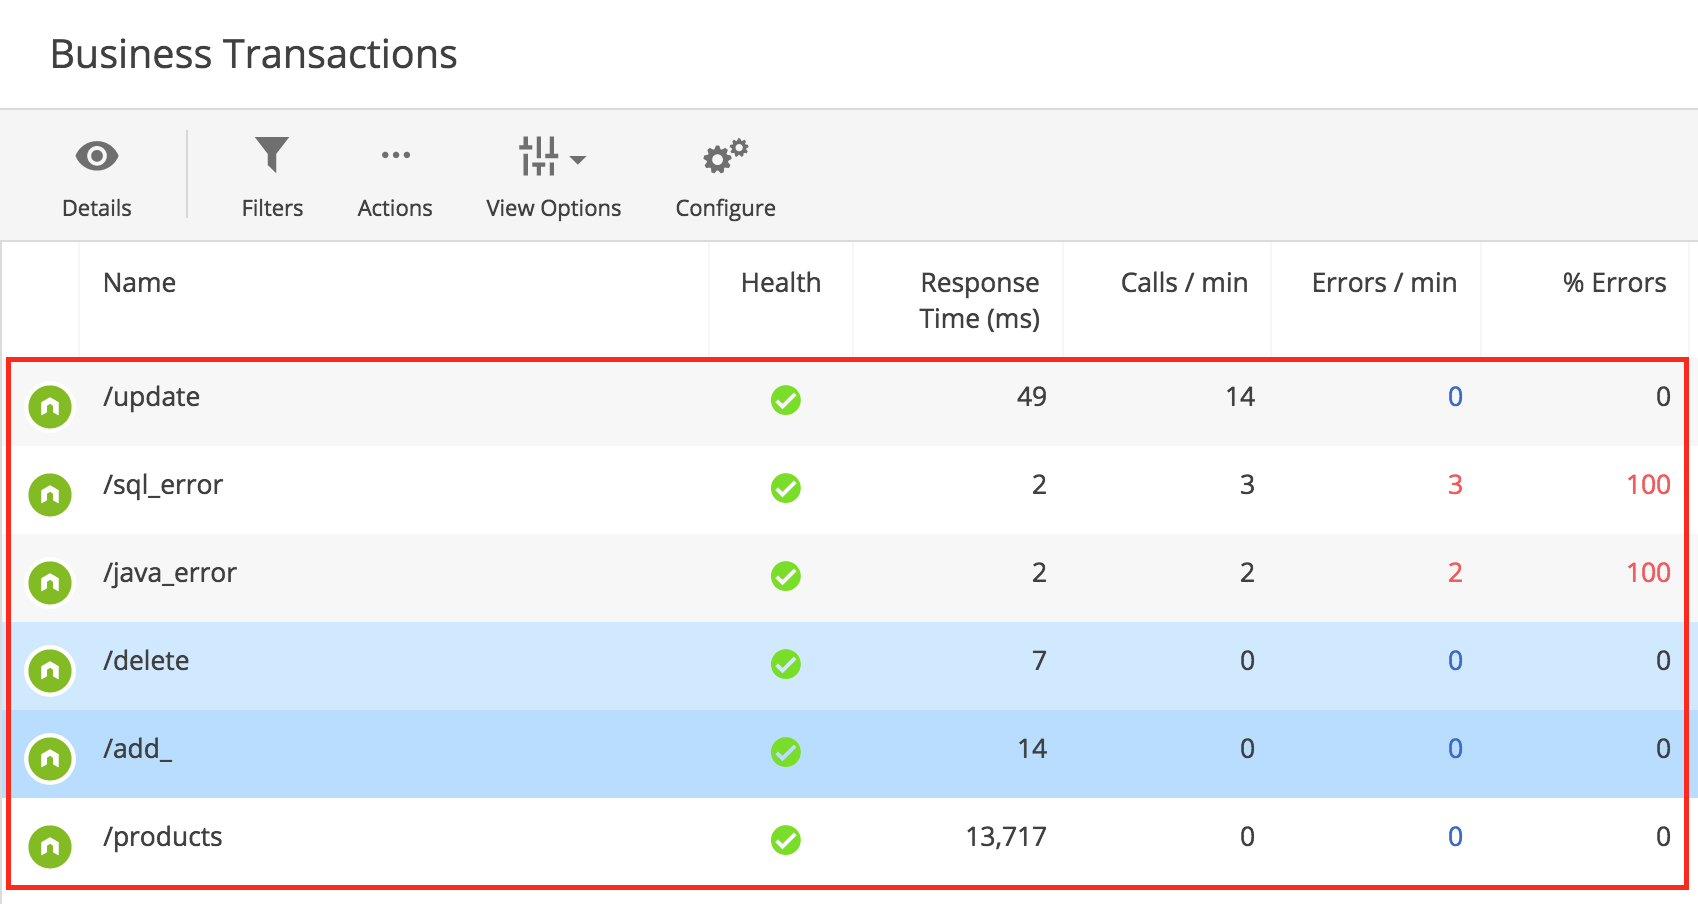 Business Transactions
Details Filters Actions View Options Configure
Name Health Response Time (ms) Calls / min Errors / min % Errors
/update 49 14 0 0
/sql_error 2 3 3 100
/java_error 2 2 2 100
/delete 7 0 0 0
/add_ 14 0 0 0
/products 13,717 0 0 0